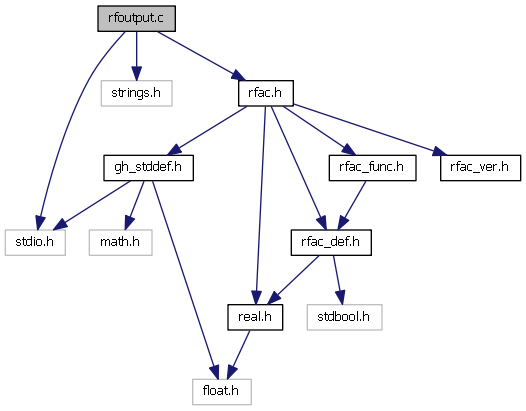 rfoutput.c
strings.h
rfac.h
gh_stddef.h
rfac_func.h
rfac_ver.h
stdio.h
math.h
rfac_def.h
real.h
stdbool.h
float.h